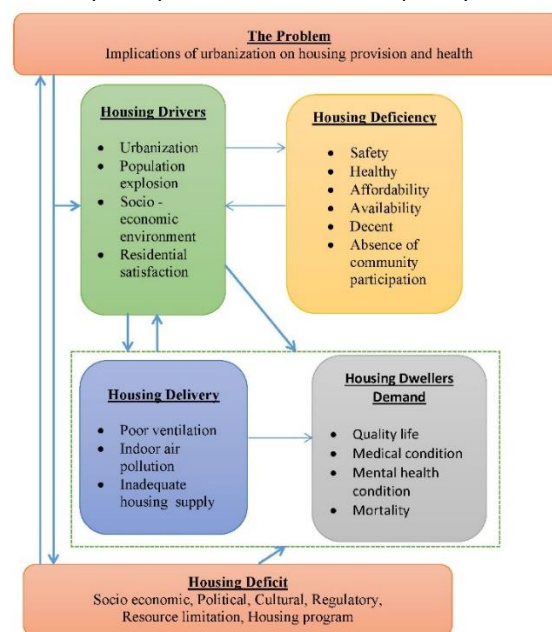 The Problem
Implications of urbanization on housing provision and health
Housing Drivers
• Urbanization
• Population
explosion
• Socio -
economic
environment
• Residential
satisfaction
Housing Deficiency
• Safety
• Healthy
• Affordability
• Availability
• Decent
• Absence of
community
participation
Housing Delivery
• Poor ventilation
• Indoor air
pollution
• Inadequate
housing supply
Housing Dwellers
Demand
• Quality life
• Medical condition
• Mental health
condition
• Mortality
Housing Deficit
Socio economic, Political, Cultural, Regulatory,
Resource limitation, Housing program